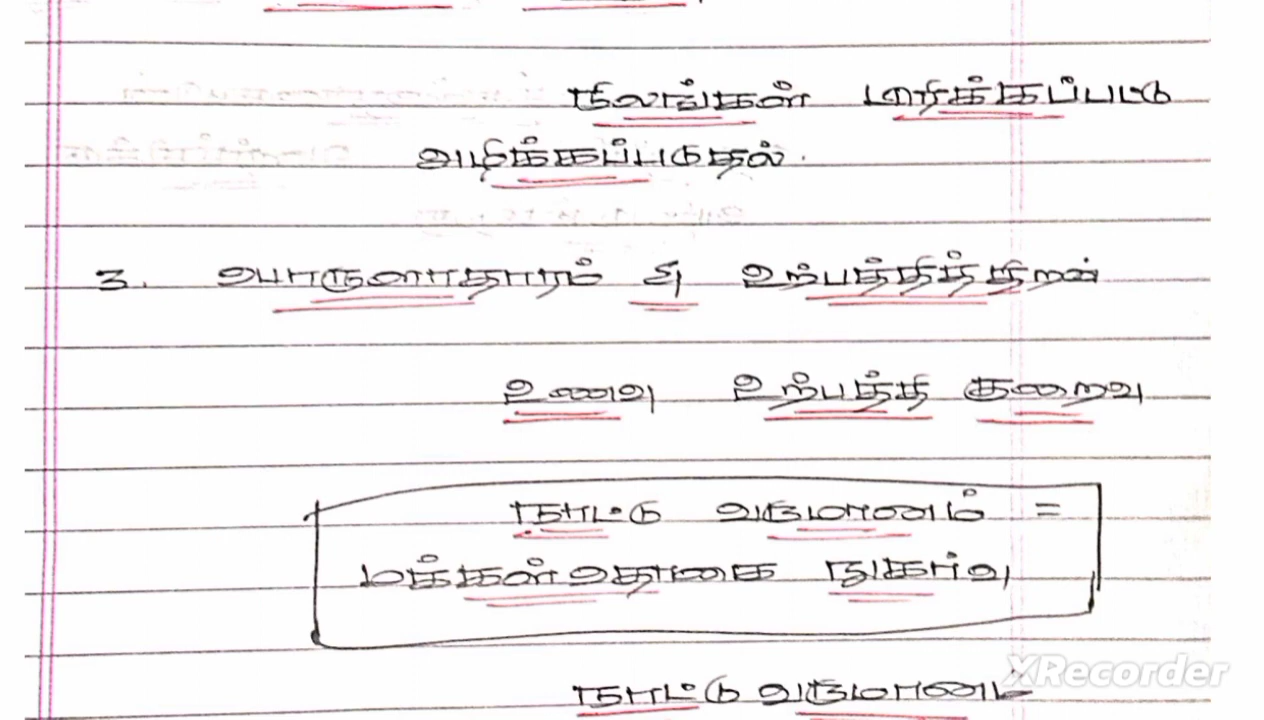 நிலங்கள் பிரிக்கப்பட்டு
அழிக்கப்படுதல்.
3. பொருளாதாரம் & உற்பத்தித்திறன்
உணவு உற்பத்தி குறைவு
நாட்டு வருமானம் =
மக்கள்தொகை நுகர்வு
நாட்டு வருமானம்
XRecorder